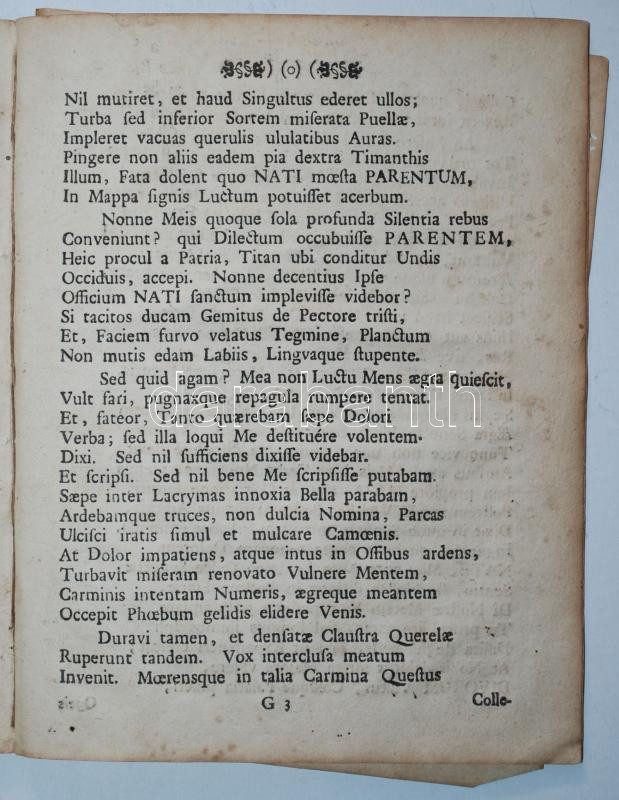 ) (o) (
Nil mutiret, et haud Singultus ederet ullos;
Turba ſed inferior Sortem miſerata Puellæ,
Impleret vacuas querulis ululatibus Auras.
Pingere non aliis eadem pia dextra Timanthis
Illum, Fata dolent quo NATI mœſta PARENTUM,
In Mappa ſignis Luctum potuiſſet acerbum.
Nonne Meis quoque ſola profunda Silentia rebus
Conveniunt? qui Dilectum occubuiſſe PARENTEM,
Heic procul a Patria, Titan ubi conditur Undis
Occiduis, accepi. Nonne decentius Ipſe
Officium NATI ſanctum impleviſſe videbor?
Si tacitos ducam Gemitus de Pectore triſti,
Et, Faciem furvo velatus Tegmine, Planctum
Non mutis edam Labiis, Lingvaque ſtupente.
Sed quid agam? Mea non Luctu Mens ægra quieſcit,
Vult fari, pugnaxque repagula rumpere tentat.
Et, fateor, Tanto quærebam ſæpe Dolori
Verba; ſed illa loqui Me deſtituére volentem.
Dixi. Sed nil ſufficiens dixiſſe videbar.
Et ſcripſi. Sed nil bene Me ſcripſiſſe putabam.
Sæpe inter Lacrymas innoxia Bella parabam,
Ardebamque truces, non dulcia Nomina, Parcas
Ulciſci iratis ſimul et mulcare Camœnis.
At Dolor impatiens, atque intus in Oſſibus ardens,
Turbavit miſeram renovato Vulnere Mentem,
Carminis intentam Numeris, ægreque meantem
Occepit Phœbum gelidis elidere Venis.
Duravi tamen, et denſatæ Clauſtra Querelæ
Ruperunt tandem. Vox intercluſa meatum
Invenit. Mœrensque in talia Carmina Queſtus
G 3 Colle-
darabanth